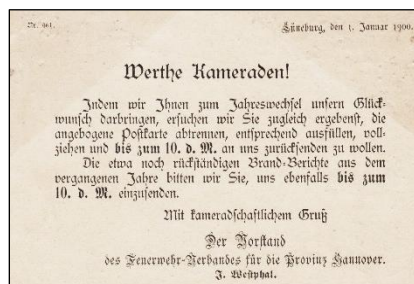 Nr. 461.
Lüneburg, den 1. Januar 1900.
Werthe Kameraden!
Indem wir Ihnen zum Jahreswechsel unsern Glück-
wunsch darbringen, ersuchen wir Sie zugleich ergebenst, die
angebogene Postkarte abtrennen, entsprechend ausfüllen, voll-
ziehen und bis zum 10. d. M. an uns zurücksenden zu wollen.
Die etwa noch rückständigen Brand-Berichte aus dem
vergangenen Jahre bitten wir Sie, uns ebenfalls bis zum
10. d. M. einzusenden.
Mit kameradschaftlichem Gruß
Der Vorstand
des Feuerwehr-Verbandes für die Provinz Hannover.
J. Westphal.